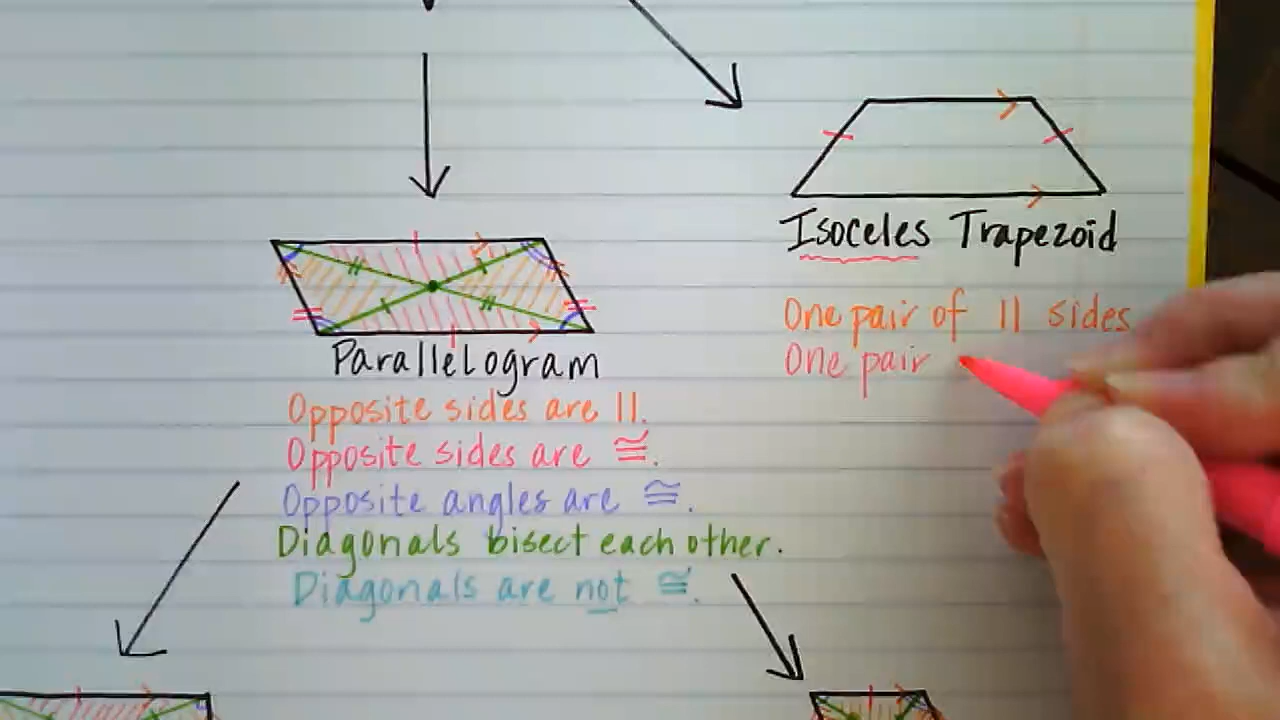 Isoceles Trapezoid
One pair of || sides
One pair
Parallelogram
Opposite sides are ||.
Opposite sides are ≅.
Opposite angles are ≅.
Diagonals bisect each other.
Diagonals are not ≅.